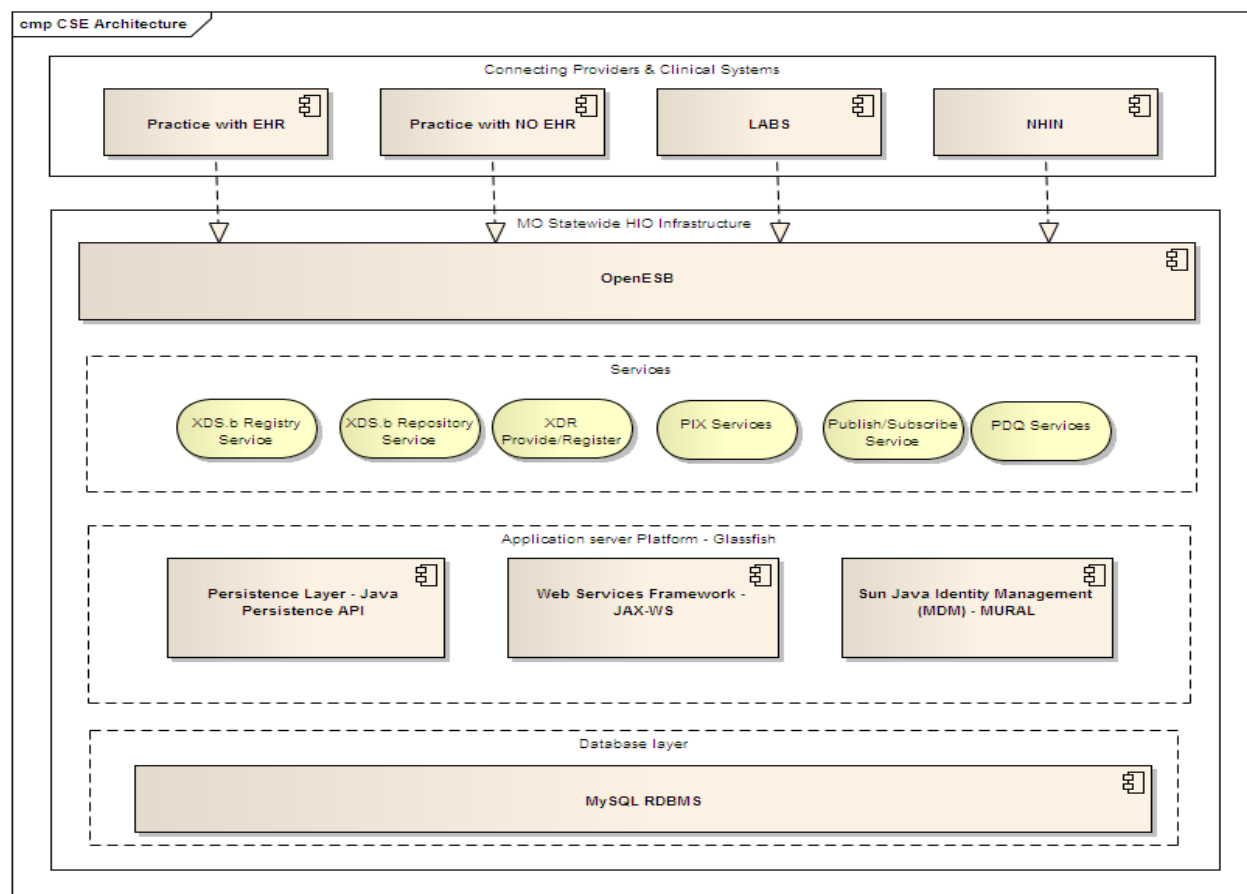 cmp CSE Architecture
Connecting Providers & Clinical Systems
Practice with EHR
Practice with NO EHR
LABS
NHIN
MO Statewide HIO Infrastructure
OpenESB
Services
XDS.b Registry
Service
XDS.b Repository
Service
XDR
Provide/Register
PIX Services
Publish/Subscribe
Service
PDQ Services
Application server Platform - Glassfish
Persistence Layer - Java
Persistence API
Web Services Framework -
JAX-WS
Sun Java Identity Management
(MDM) - MURAL
Database layer
MySQL RDBMS